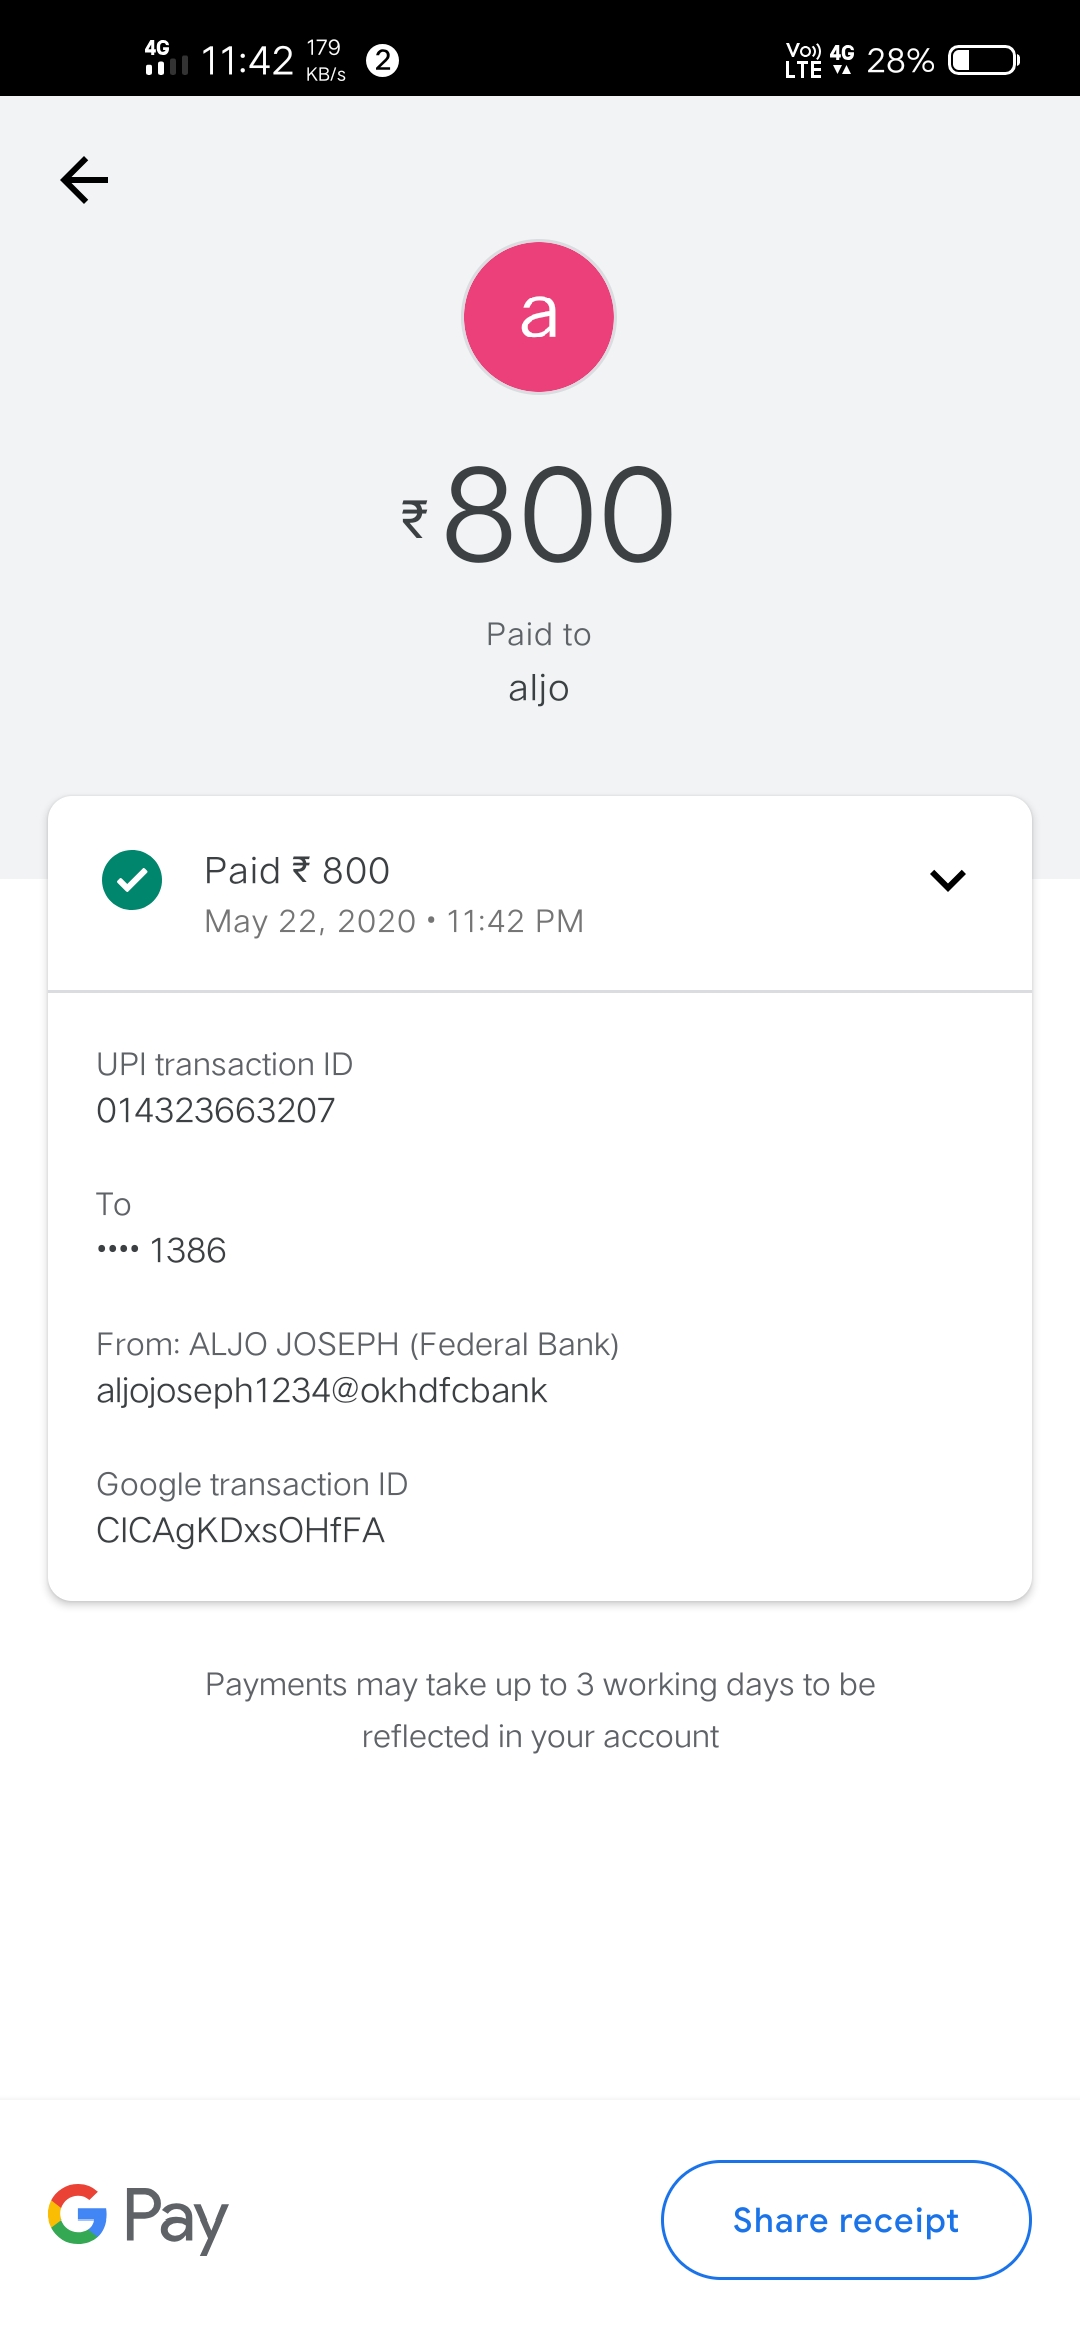 4G 11:42 179 KB/s 2 Vo)) LTE 4G 28%
a
₹800
Paid to
aljo
Paid ₹ 800
May 22, 2020 • 11:42 PM
UPI transaction ID
014323663207
To
•••• 1386
From: ALJO JOSEPH (Federal Bank)
aljojoseph1234@okhdfcbank
Google transaction ID
CICAgKDxsOHfFA
Payments may take up to 3 working days to be
reflected in your account
G Pay
Share receipt